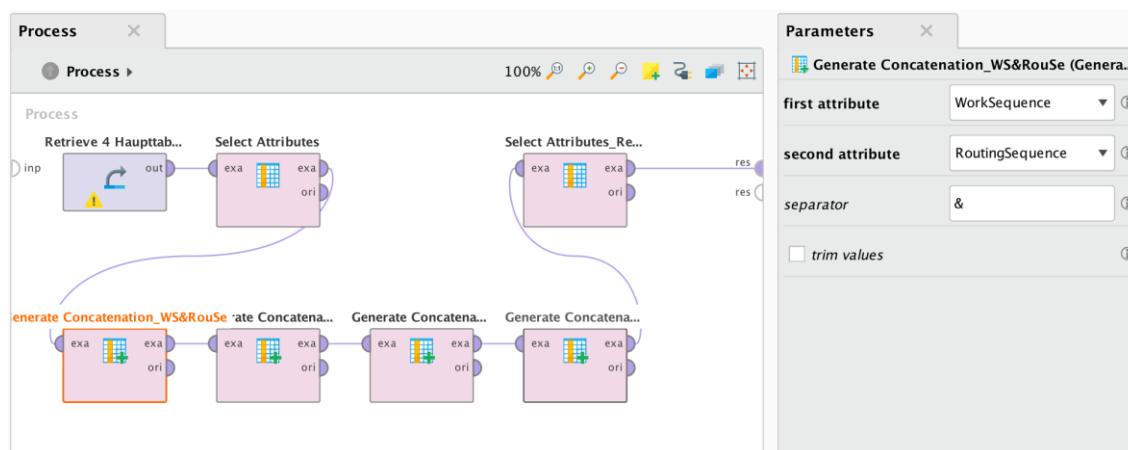 Process
Parameters
Process
100%
Generate Concatenation_WS&RouSe (Genera...
first attribute
WorkSequence
Process
Retrieve 4 Haupttab...
Select Attributes
Select Attributes_Re...
inp
out
exa
exa
ori
exa
exa
ori
res
res
second attribute
RoutingSequence
separator
&
trim values
enerate Concatenation_WS&RouSe
rate Concatena...
Generate Concatena...
Generate Concatena...
exa
exa
ori
exa
exa
ori
exa
exa
ori
exa
exa
ori